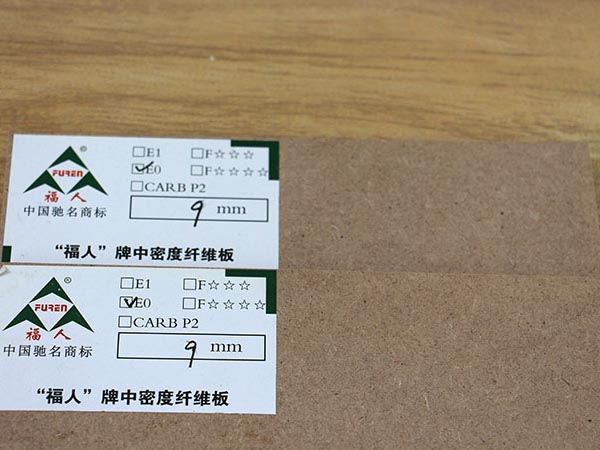 ®
FUREN
福人
中国驰名商标
□E1 □F☆☆☆
☑E0 □F☆☆☆☆
□CARB P2
9 mm
“福人”牌中密度纤维板
®
FUREN
福人
中国驰名商标
□E1 □F☆☆☆
☑E0 □F☆☆☆☆
□CARB P2
9 mm
“福人”牌中密度纤维板